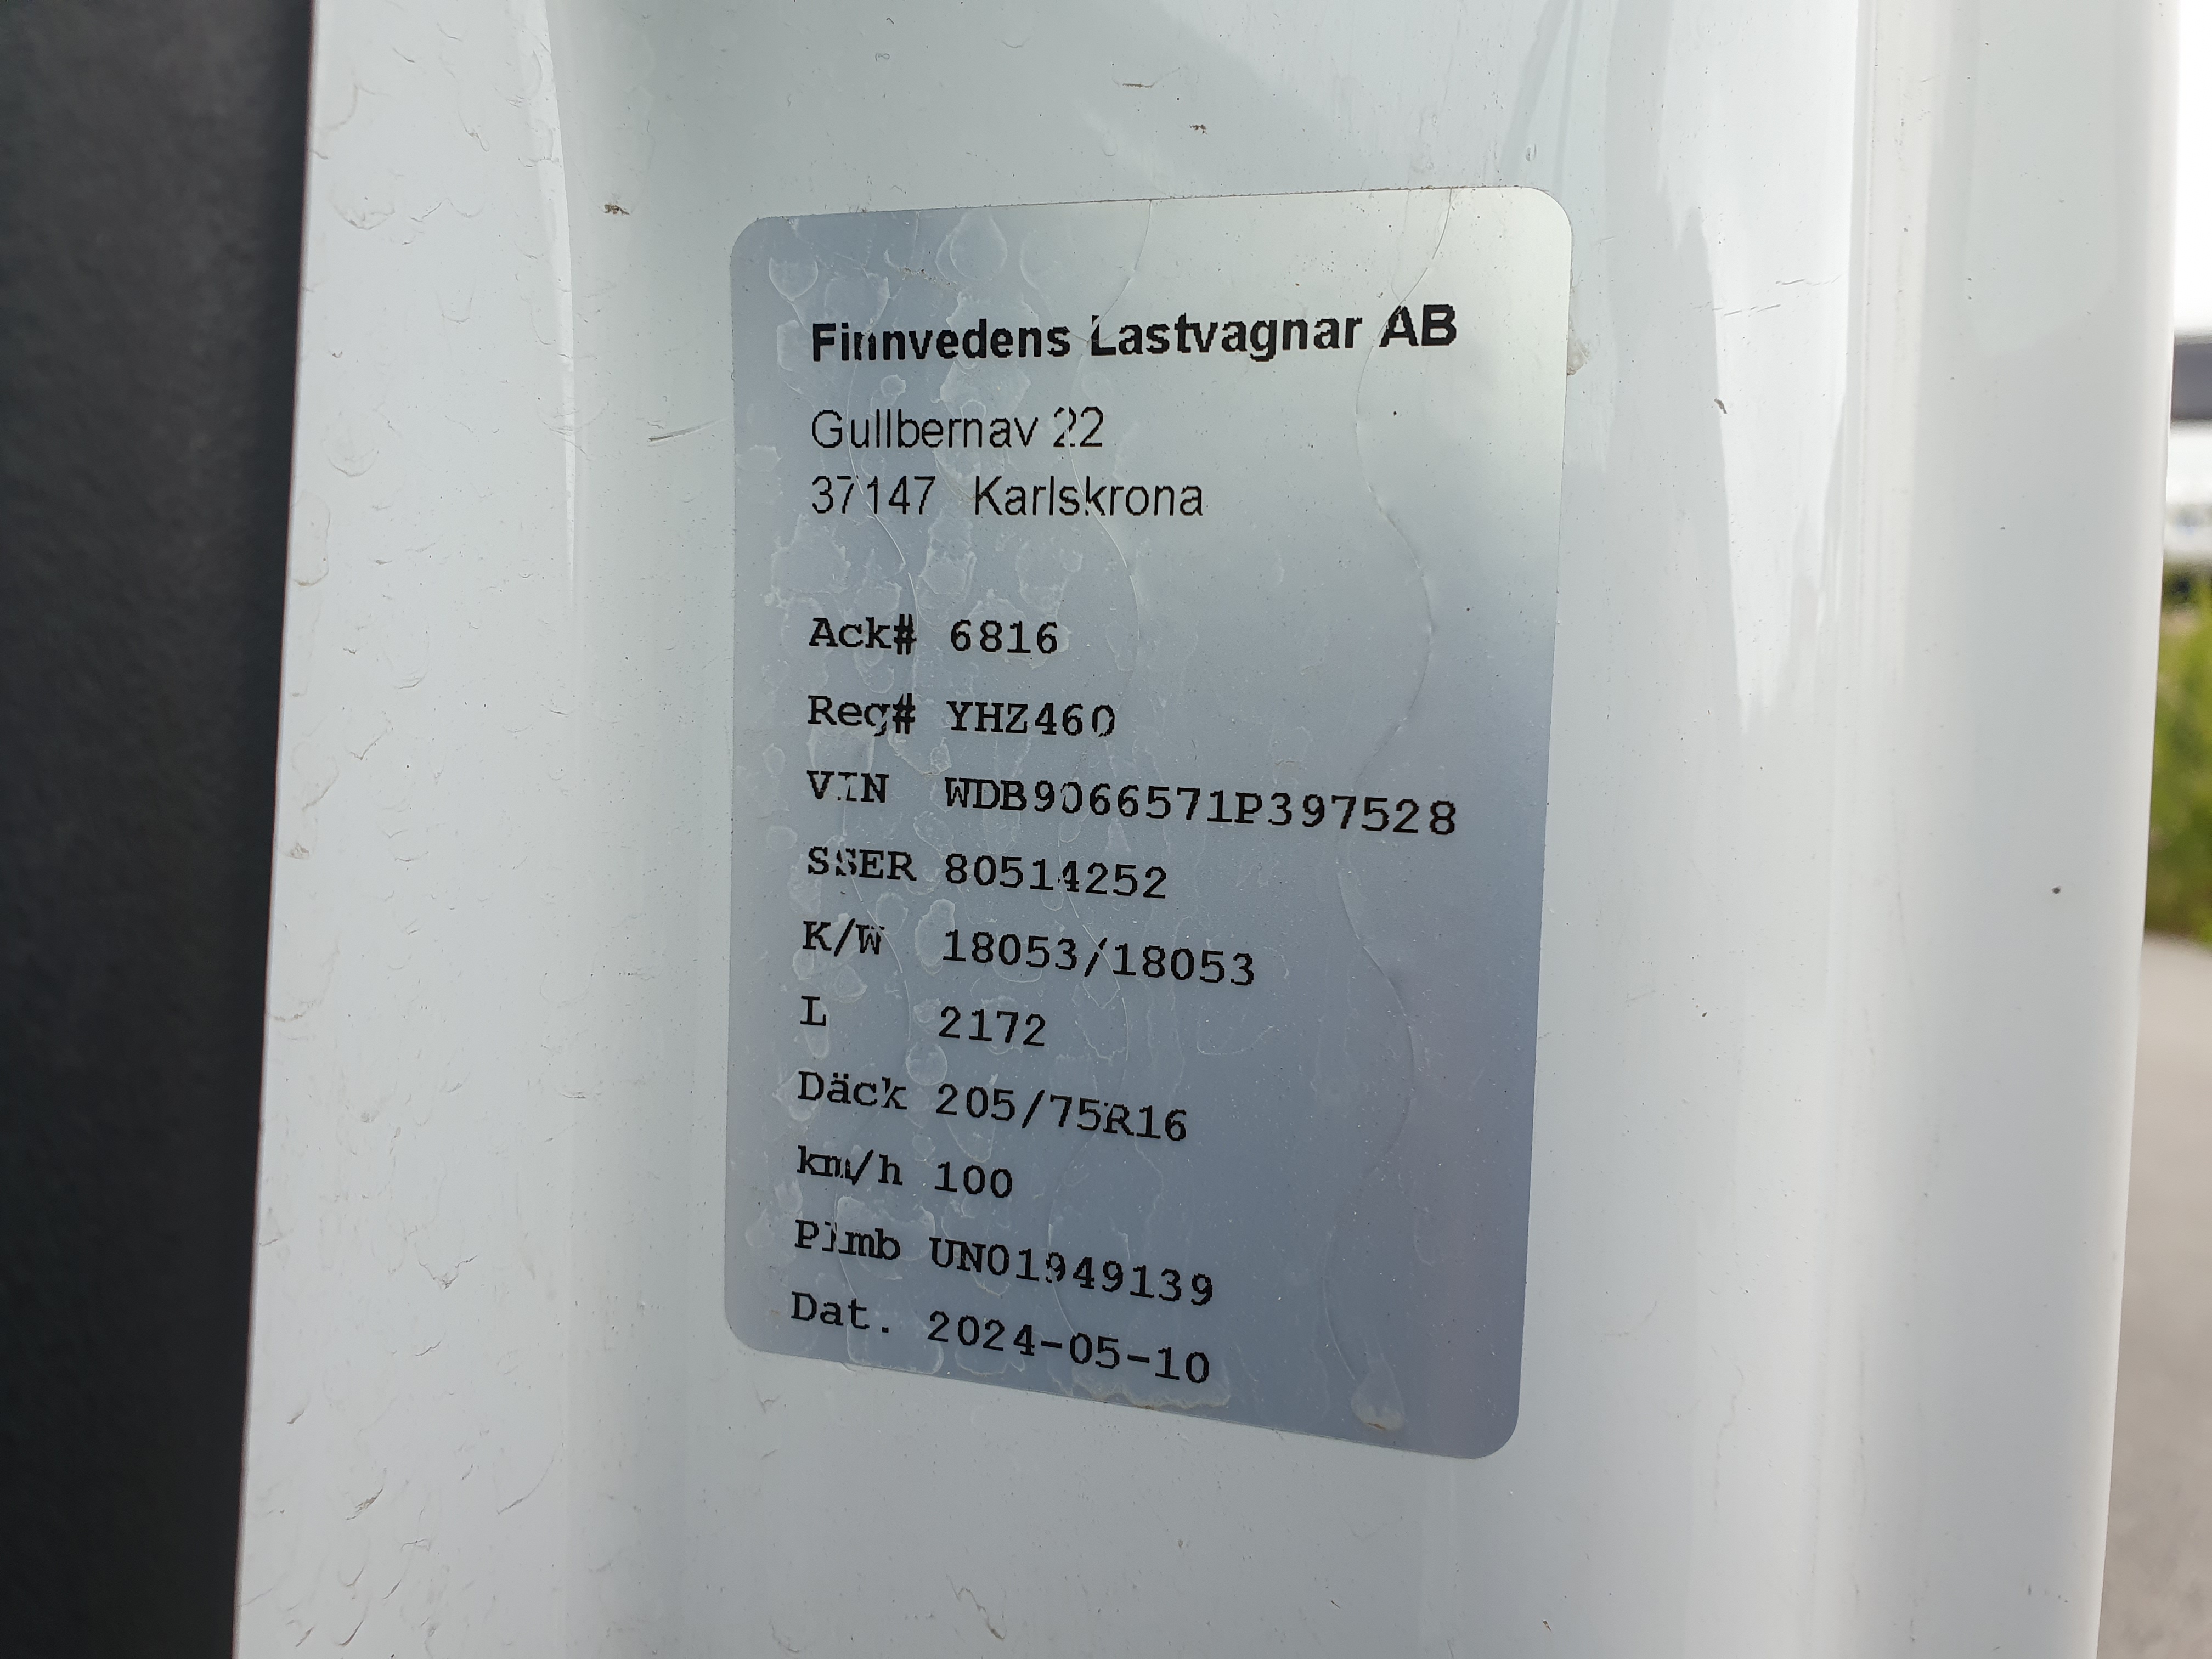 Finnvedens Lastvagnar AB
Gullbernav 22
37147 Karlskrona
Ack# 6816
Reg# YHZ460
VIN WDB9066571P397528
SSER 80514252
K/W 18053/18053
L 2172
Däck 205/75R16
km/h 100
Plmb UN01949139
Dat. 2024-05-10